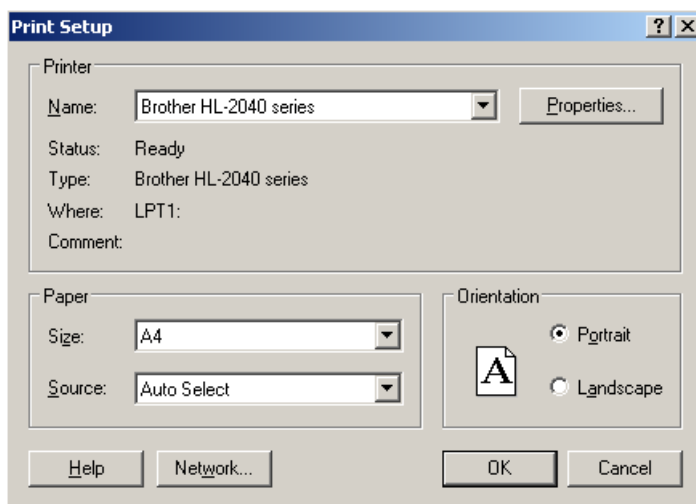 Print Setup
Printer
Name: Brother HL-2040 series Properties...
Status: Ready
Type: Brother HL-2040 series
Where: LPT1:
Comment:
Paper
Size: A4
Source: Auto Select
Orientation
A
Portrait
Landscape
Help Network... OK Cancel